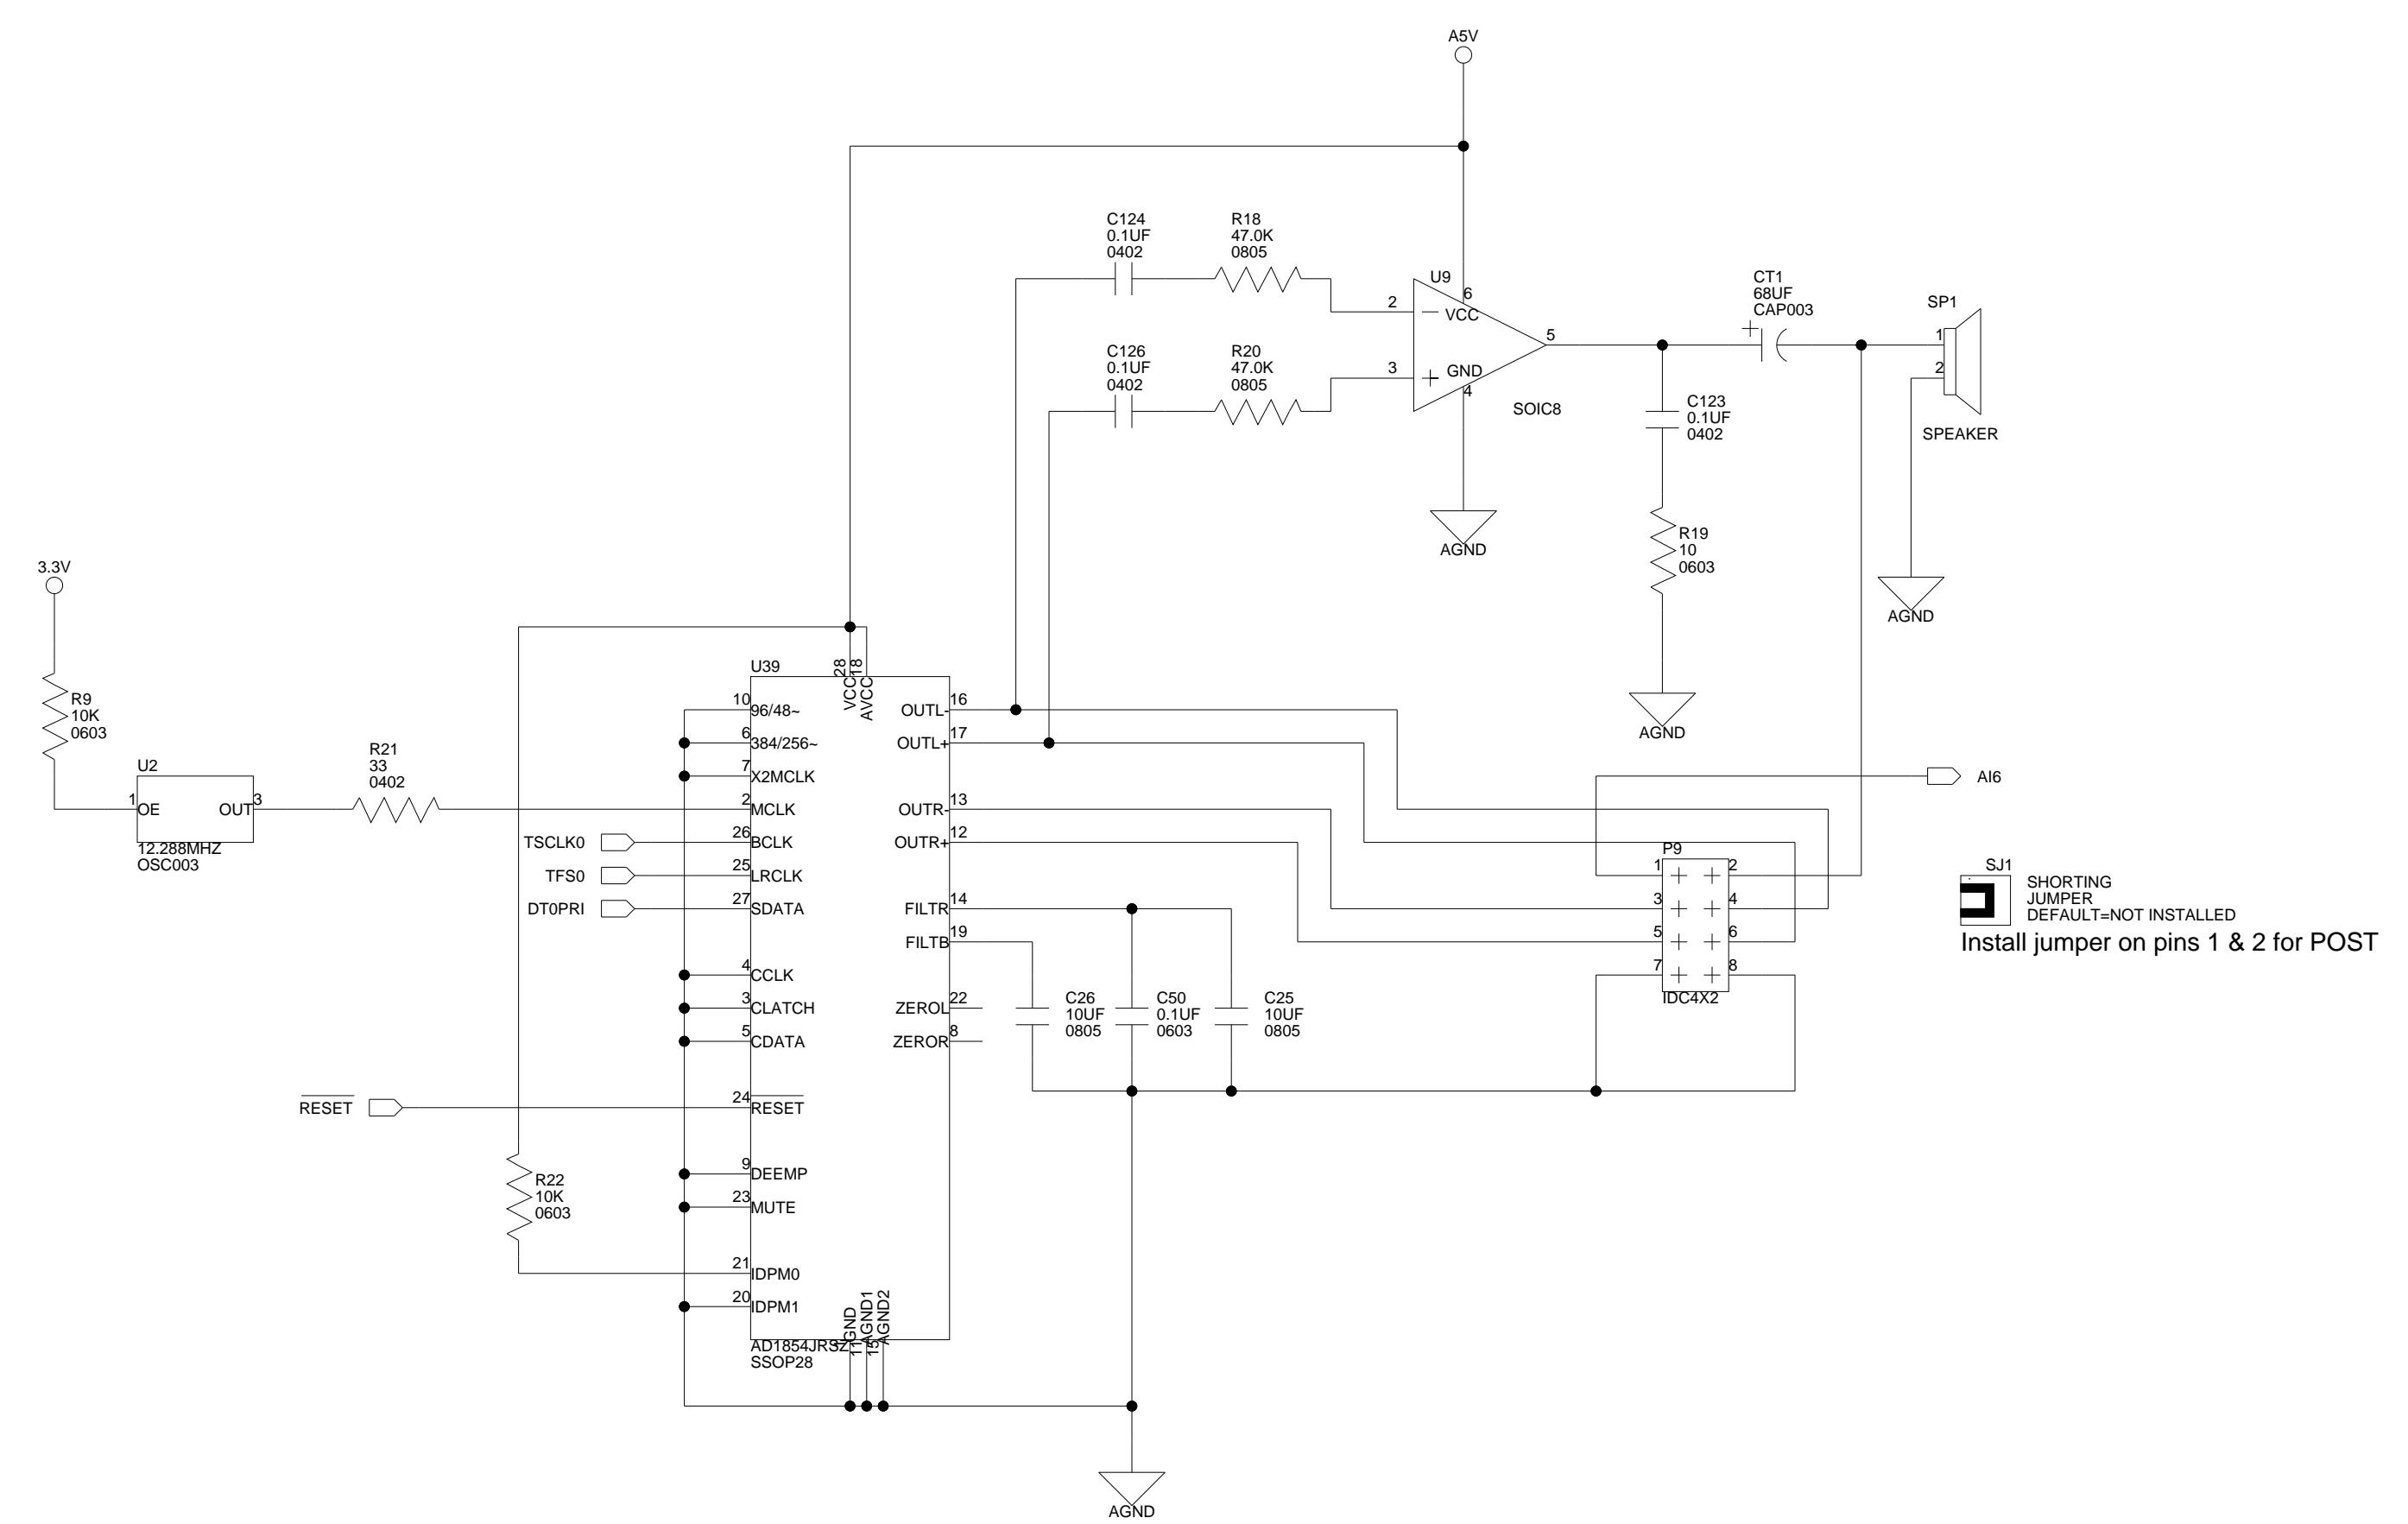 A5V
C124
0.1UF
0402
R18
47.0K
0805
U9
6
2
VCC
CT1
68UF
CAP003
SP1
5
1
C126
0.1UF
0402
R20
47.0K
0805
3
GND
4
2
SOIC8
C123
0.1UF
0402
SPEAKER
AGND
R19
10
0603
AGND
AGND
3.3V
R9
10K
0603
U2
1
OE
OUT
3
12.288MHZ
OSC003
R21
33
0402
U39
28
18
VCC
AVCC
10
96/48~
6
384/256~
7
X2MCLK
2
MCLK
TSCLK0
26
BCLK
TFS0
25
LRCLK
DT0PRI
27
SDATA
4
CCLK
3
CLATCH
5
CDATA
RESET
24
RESET
9
DEEMP
23
MUTE
R22
10K
0603
21
IDPM0
20
IDPM1
OUTL-
16
OUTL+
17
OUTR-
13
OUTR+
12
FILTR
14
FILTB
19
ZEROL
22
ZEROR
8
GND
AGND1
AGND2
11
15
AD1854JRSZ
SSOP28
C26
10UF
0805
C50
0.1UF
0603
C25
10UF
0805
AGND
AI6
P9
1
2
3
4
5
6
7
8
IDC4X2
SJ1
SHORTING
JUMPER
DEFAULT=NOT INSTALLED
Install jumper on pins 1 & 2 for POST